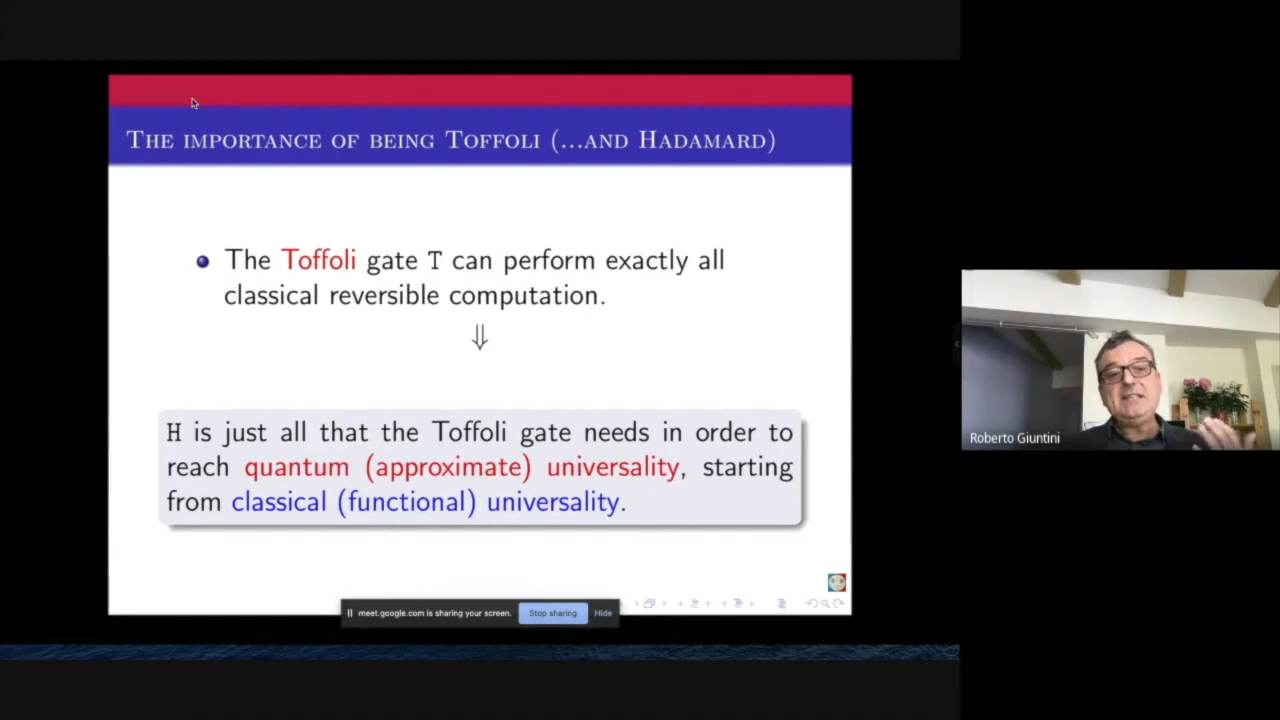 THE IMPORTANCE OF BEING TOFFOLI (...AND HADAMARD)
The Toffoli gate T can perform exactly all
classical reversible computation.
⇓
H is just all that the Toffoli gate needs in order to
reach quantum (approximate) universality, starting
from classical (functional) universality.
meet.google.com is sharing your screen. Stop sharing Hide
Roberto Giuntini